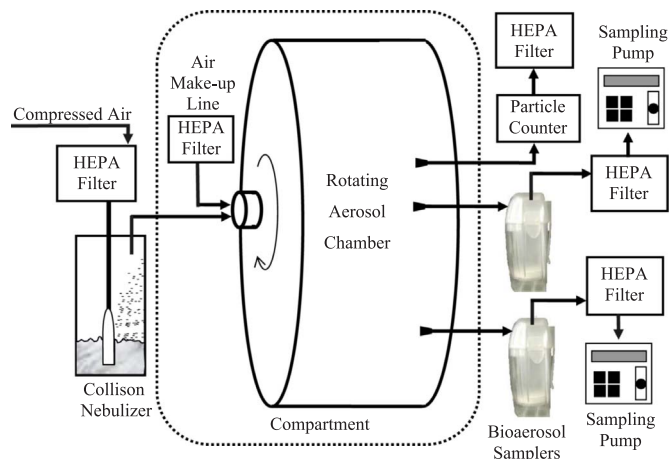 Compressed Air
HEPA
Filter
Collison
Nebulizer
Air
Make-up
Line
HEPA
Filter
Rotating
Aerosol
Chamber
Compartment
HEPA
Filter
Particle
Counter
Sampling
Pump
HEPA
Filter
HEPA
Filter
Bioaerosol
Samplers
Sampling
Pump